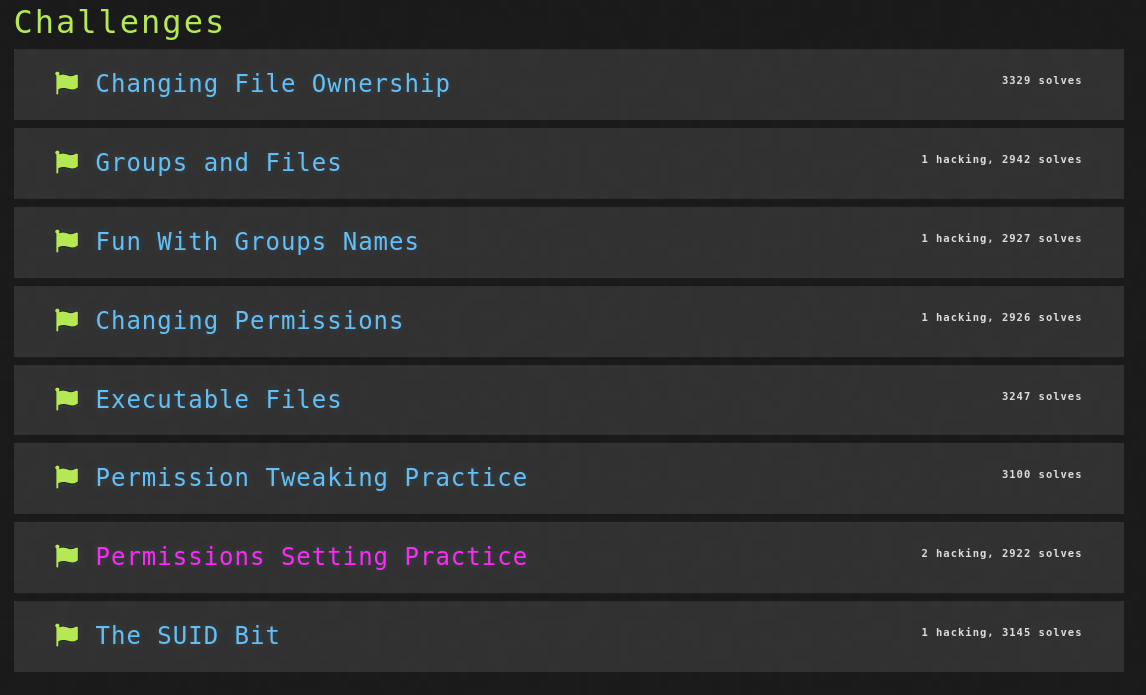 Challenges
Changing File Ownership 3329 solves
Groups and Files 1 hacking, 2942 solves
Fun With Groups Names 1 hacking, 2927 solves
Changing Permissions 1 hacking, 2926 solves
Executable Files 3247 solves
Permission Tweaking Practice 3100 solves
Permissions Setting Practice 2 hacking, 2922 solves
The SUID Bit 1 hacking, 3145 solves